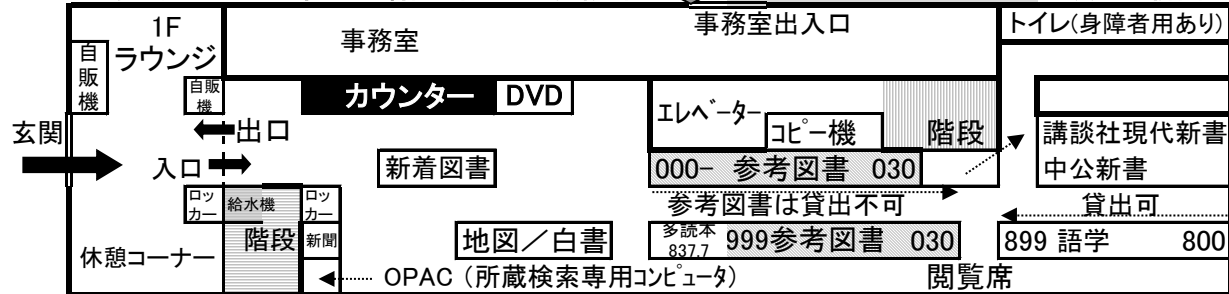 1F
ラウンジ
自販機
事務室
事務室出入口
トイレ(身障者用あり)
自販機
カウンター
DVD
エレベーター
コピー機
階段
講談社現代新書
中公新書
玄関
出口
入口
新着図書
000- 参考図書 030
参考図書は貸出不可
貸出可
ロッカー
給水機
ロッカー
階段
新聞
地図/白書
多読本
837.7
999参考図書 030
899 語学 800
休憩コーナー
OPAC(所蔵検索専用コンピュータ)
閲覧席